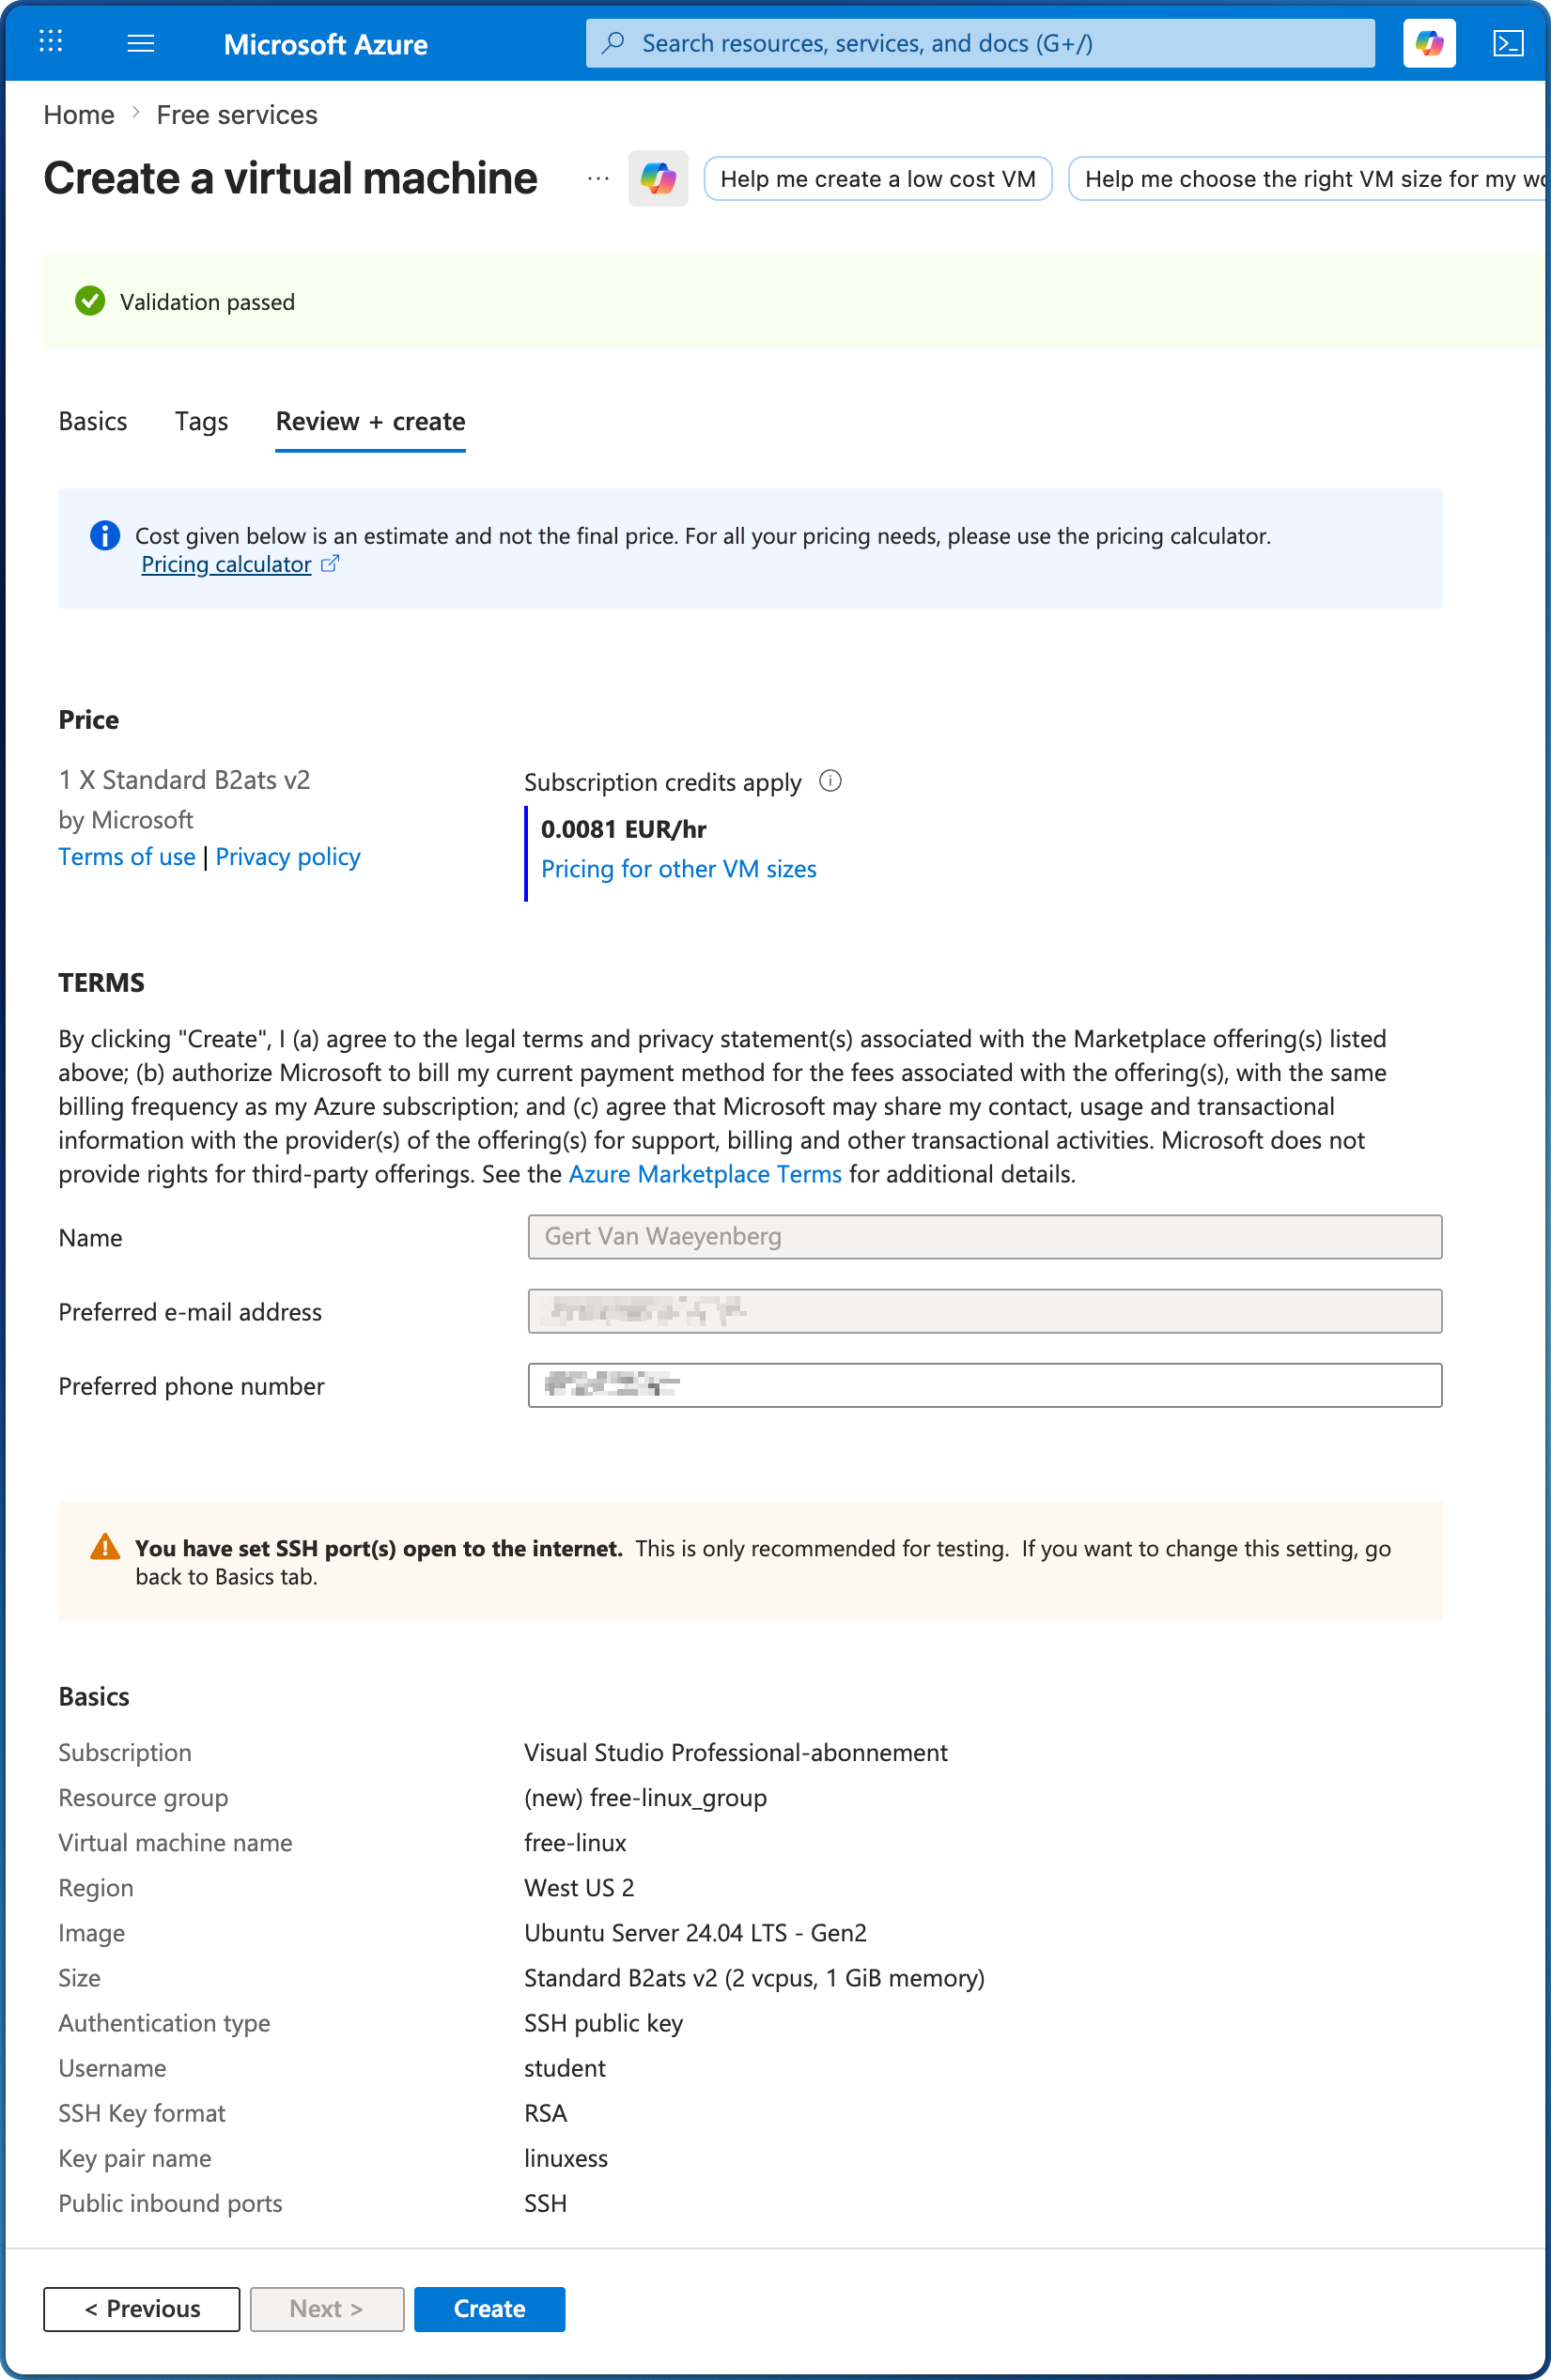 Microsoft Azure
Search resources, services, and docs (G+/)
Home > Free services
Create a virtual machine
...
Help me create a low cost VM
Help me choose the right VM size for my wo
Validation passed
Basics
Tags
Review + create
Cost given below is an estimate and not the final price. For all your pricing needs, please use the pricing calculator.
Pricing calculator
Price
1 X Standard B2ats v2
by Microsoft
Terms of use | Privacy policy
Subscription credits apply
0.0081 EUR/hr
Pricing for other VM sizes
TERMS
By clicking "Create", I (a) agree to the legal terms and privacy statement(s) associated with the Marketplace offering(s) listed
above; (b) authorize Microsoft to bill my current payment method for the fees associated with the offering(s), with the same
billing frequency as my Azure subscription; and (c) agree that Microsoft may share my contact, usage and transactional
information with the provider(s) of the offering(s) for support, billing and other transactional activities. Microsoft does not
provide rights for third-party offerings. See the Azure Marketplace Terms for additional details.
Name
Gert Van Waeyenberg
Preferred e-mail address
Preferred phone number
You have set SSH port(s) open to the internet. This is only recommended for testing. If you want to change this setting, go
back to Basics tab.
Basics
Subscription
Visual Studio Professional-abonnement
Resource group
(new) free-linux_group
Virtual machine name
free-linux
Region
West US 2
Image
Ubuntu Server 24.04 LTS - Gen2
Size
Standard B2ats v2 (2 vcpus, 1 GiB memory)
Authentication type
SSH public key
Username
student
SSH Key format
RSA
Key pair name
linuxess
Public inbound ports
SSH
< Previous
Next >
Create